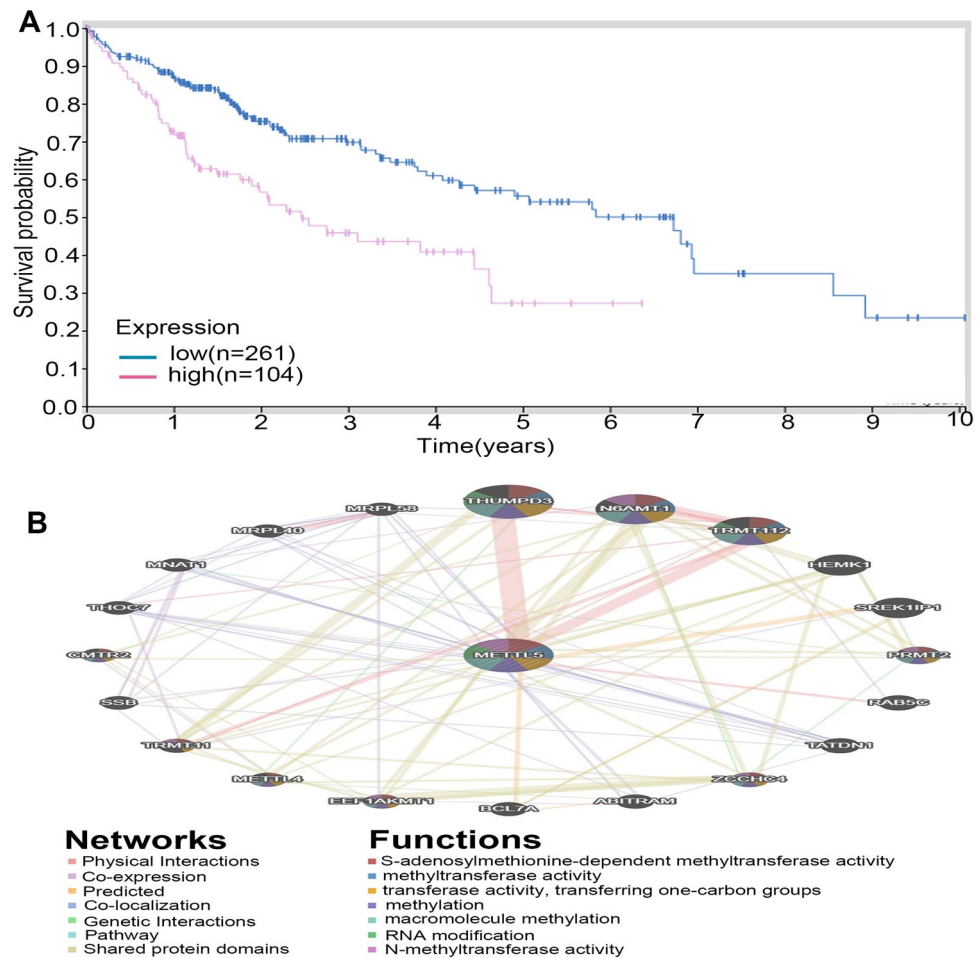 A
1.0
0.9
0.8
0.7
0.6
0.5
0.4
0.3
0.2
0.1
0.0
Survival probability
Expression
low(n=261)
high(n=104)
0 1 2 3 4 5 6 7 8 9 10
Time(years)
B
THUMPD3
N6AMT1
MRPL58
TRMT112
MRPL40
MNAT1
HEMK1
THOC7
SREK1IP1
CMTR2
METTL5
PRMT2
SSB
RAB5C
TRMT11
TATDN1
METTL4
ZCCHC4
EEF1AKMT1
BCL7A
ABITRAM
Networks
Physical Interactions
Co-expression
Predicted
Co-localization
Genetic Interactions
Pathway
Shared protein domains
Functions
S-adenosylmethionine-dependent methyltransferase activity
methyltransferase activity
transferase activity, transferring one-carbon groups
methylation
macromolecule methylation
RNA modification
N-methyltransferase activity